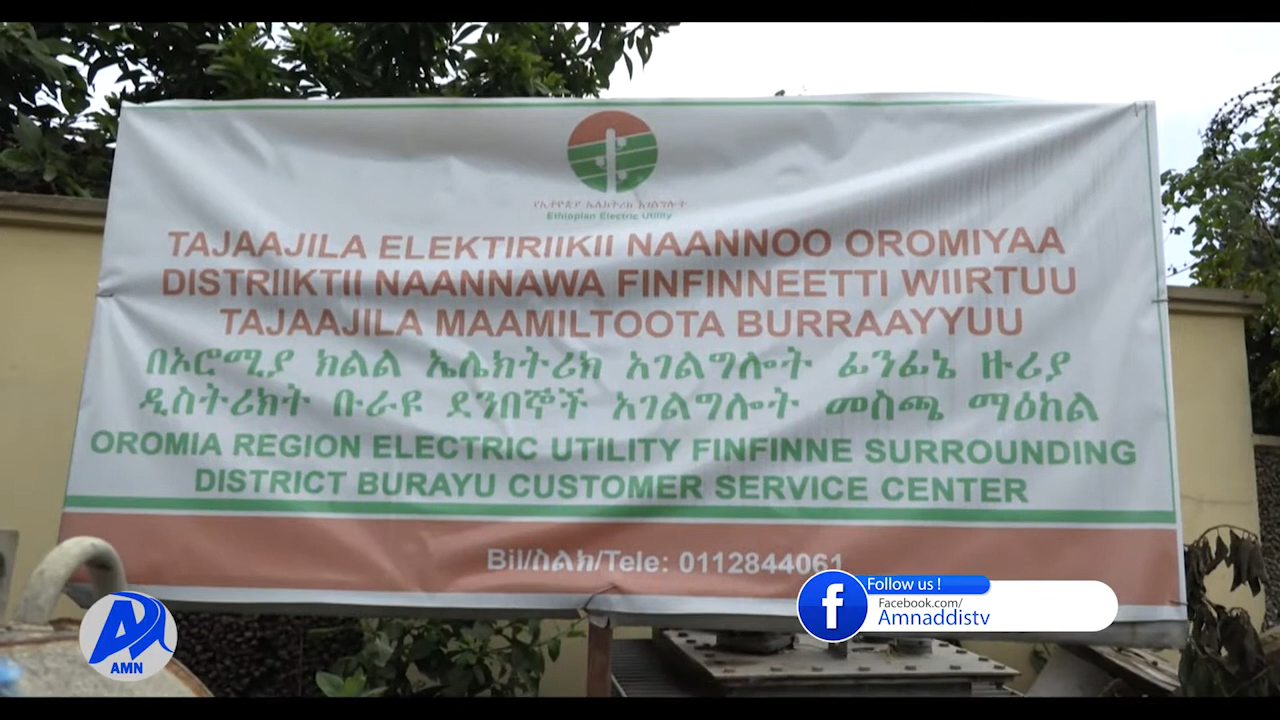 የኢትዮጵያ ኤሌክትሪክ አገልግሎት
Ethiopian Electric Utility
TAJAAJILA ELEKTIRIIKII NAANNOO OROMIYAA
DISTRIIKTII NAANNAWA FINFINNEETTI WIIRTUU
TAJAAJILA MAAMILTOOTA BURRAAYYUU
በኦሮሚያ ክልል ኤሌክትሪክ አገልግሎት ፊንፊኔ ዙሪያ
ዲስትሪክት ቡራዩ ደንበኞች አገልግሎት መስጫ ማዕከል
OROMIA REGION ELECTRIC UTILITY FINFINNE SURROUNDING
DISTRICT BURAYU CUSTOMER SERVICE CENTER
Bil/ስልክ/Tele: 0112844061
Follow us !
Facebook.com/
Amnaddistv
AMN